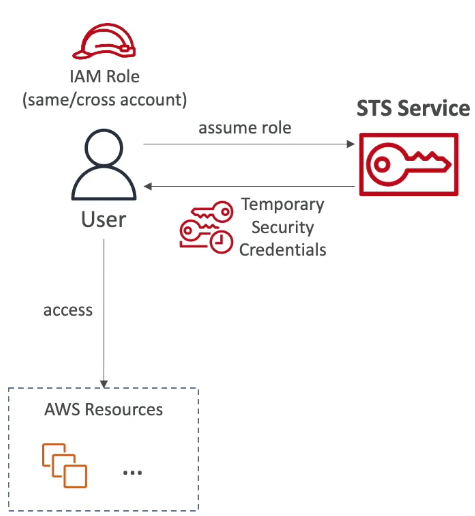 IAM Role
(same/cross account)
STS Service
assume role
User
Temporary
Security
Credentials
access
AWS Resources
...